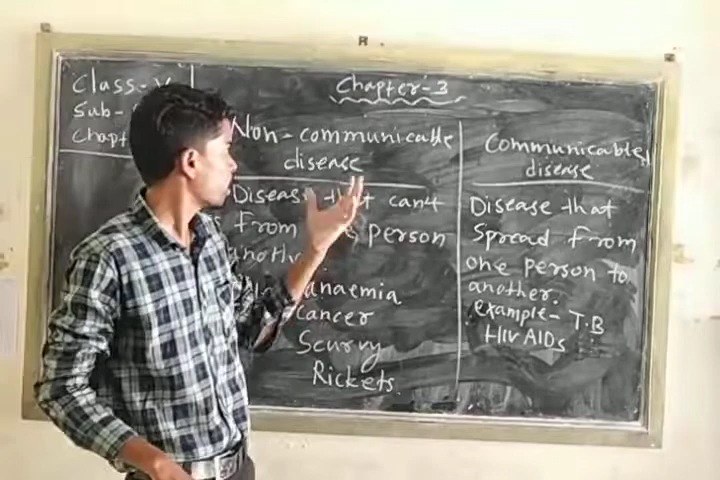 Class-V
Sub-
Chapt
Chapter-3
Non-communicable
disease
Disease that can't
From person
anoth
anaemia
cancer
Scurvy
Rickets
Communicable
disease
Disease that
Spread from
one person to
another.
example- T.B
HIV AIDs